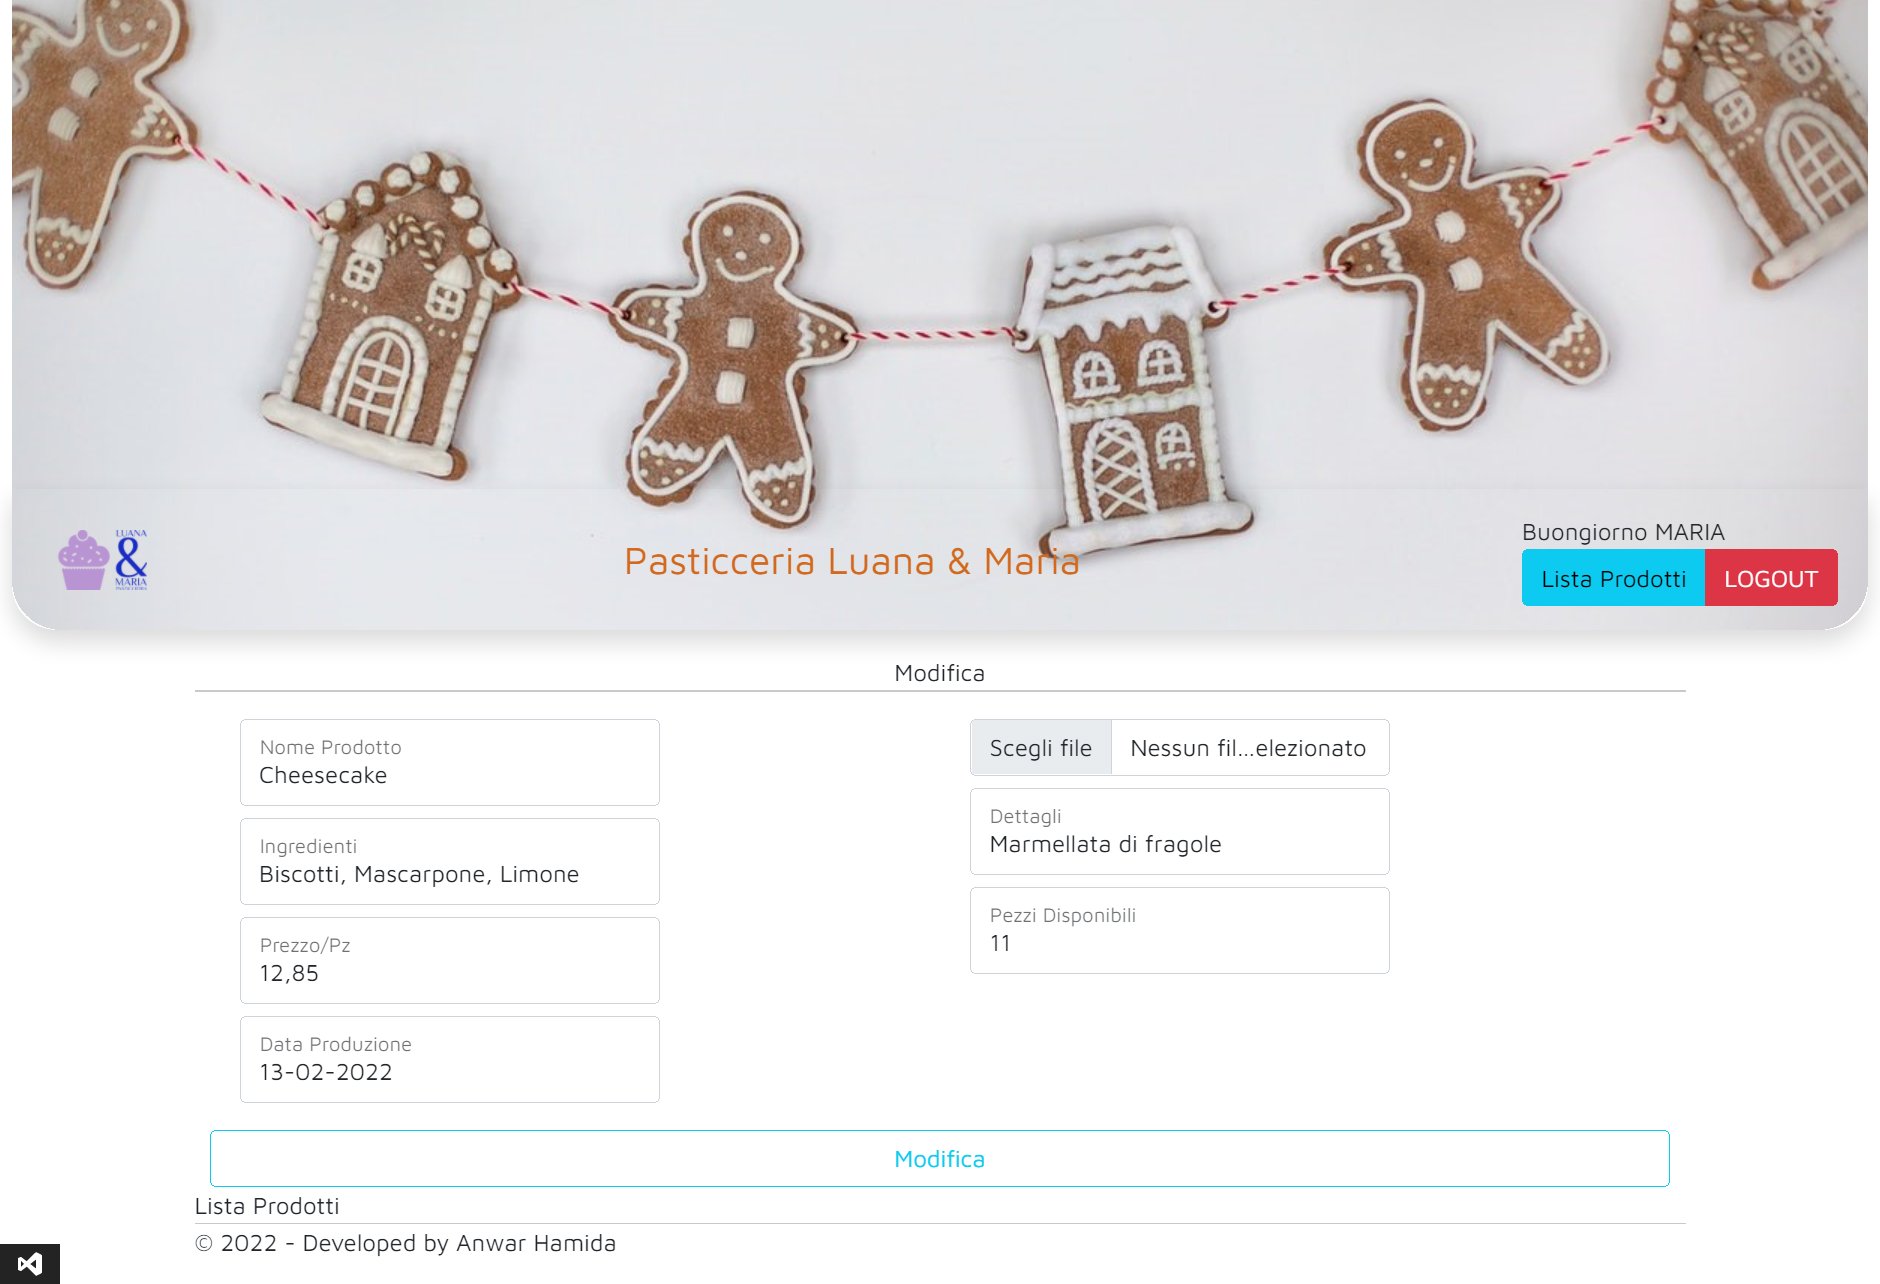 LUANA
&
MARIA
Pasticceria Luana & Maria
Buongiorno MARIA
Lista Prodotti
LOGOUT
Modifica
Nome Prodotto
Cheesecake
Ingredienti
Biscotti, Mascarpone, Limone
Prezzo/Pz
12,85
Data Produzione
13-02-2022
Scegli file
Nessun fil...elezionato
Dettagli
Marmellata di fragole
Pezzi Disponibili
11
Modifica
Lista Prodotti
© 2022 - Developed by Anwar Hamida